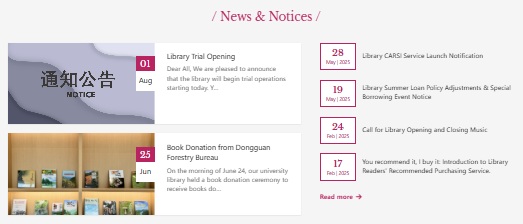 / News & Notices /
通知公告
NOTICE
01
Aug
Library Trial Opening
Dear All, We are pleased to announce
that the library will begin trial operations
starting today. Y...
25
Jun
Book Donation from Dongguan
Forestry Bureau
On the morning of June 24, our university
library held a book donation ceremony to
receive books do...
28
May | 2025
Library CARSI Service Launch Notification
19
May | 2025
Library Summer Loan Policy Adjustments & Special
Borrowing Event Notice
24
Feb | 2025
Call for Library Opening and Closing Music
17
Feb | 2025
You recommend it, I buy it: Introduction to Library
Readers' Recommended Purchasing Service.
Read more →